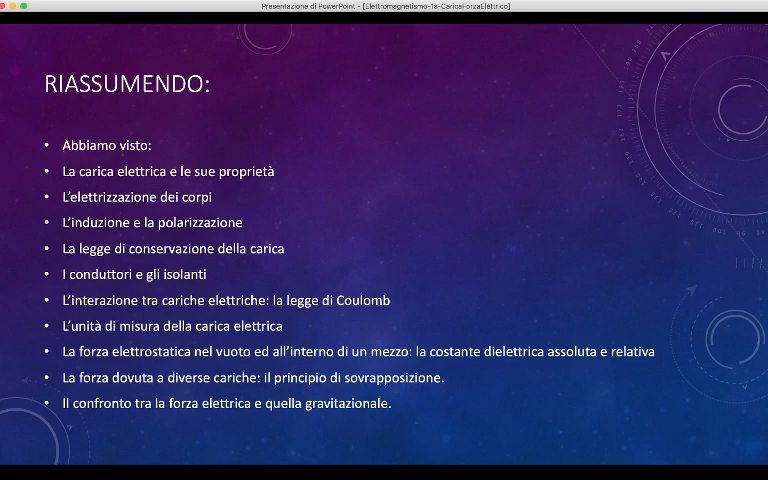 Presentazione di PowerPoint - [Elettromagnetismo-1a-CaricaForzaElettrico]
RIASSUMENDO:
• Abbiamo visto:
• La carica elettrica e le sue proprietà
• L'elettrizzazione dei corpi
• L'induzione e la polarizzazione
• La legge di conservazione della carica
• I conduttori e gli isolanti
• L'interazione tra cariche elettriche: la legge di Coulomb
• L'unità di misura della carica elettrica
• La forza elettrostatica nel vuoto ed all'interno di un mezzo: la costante dielettrica assoluta e relativa
• La forza dovuta a diverse cariche: il principio di sovrapposizione.
• Il confronto tra la forza elettrica e quella gravitazionale.